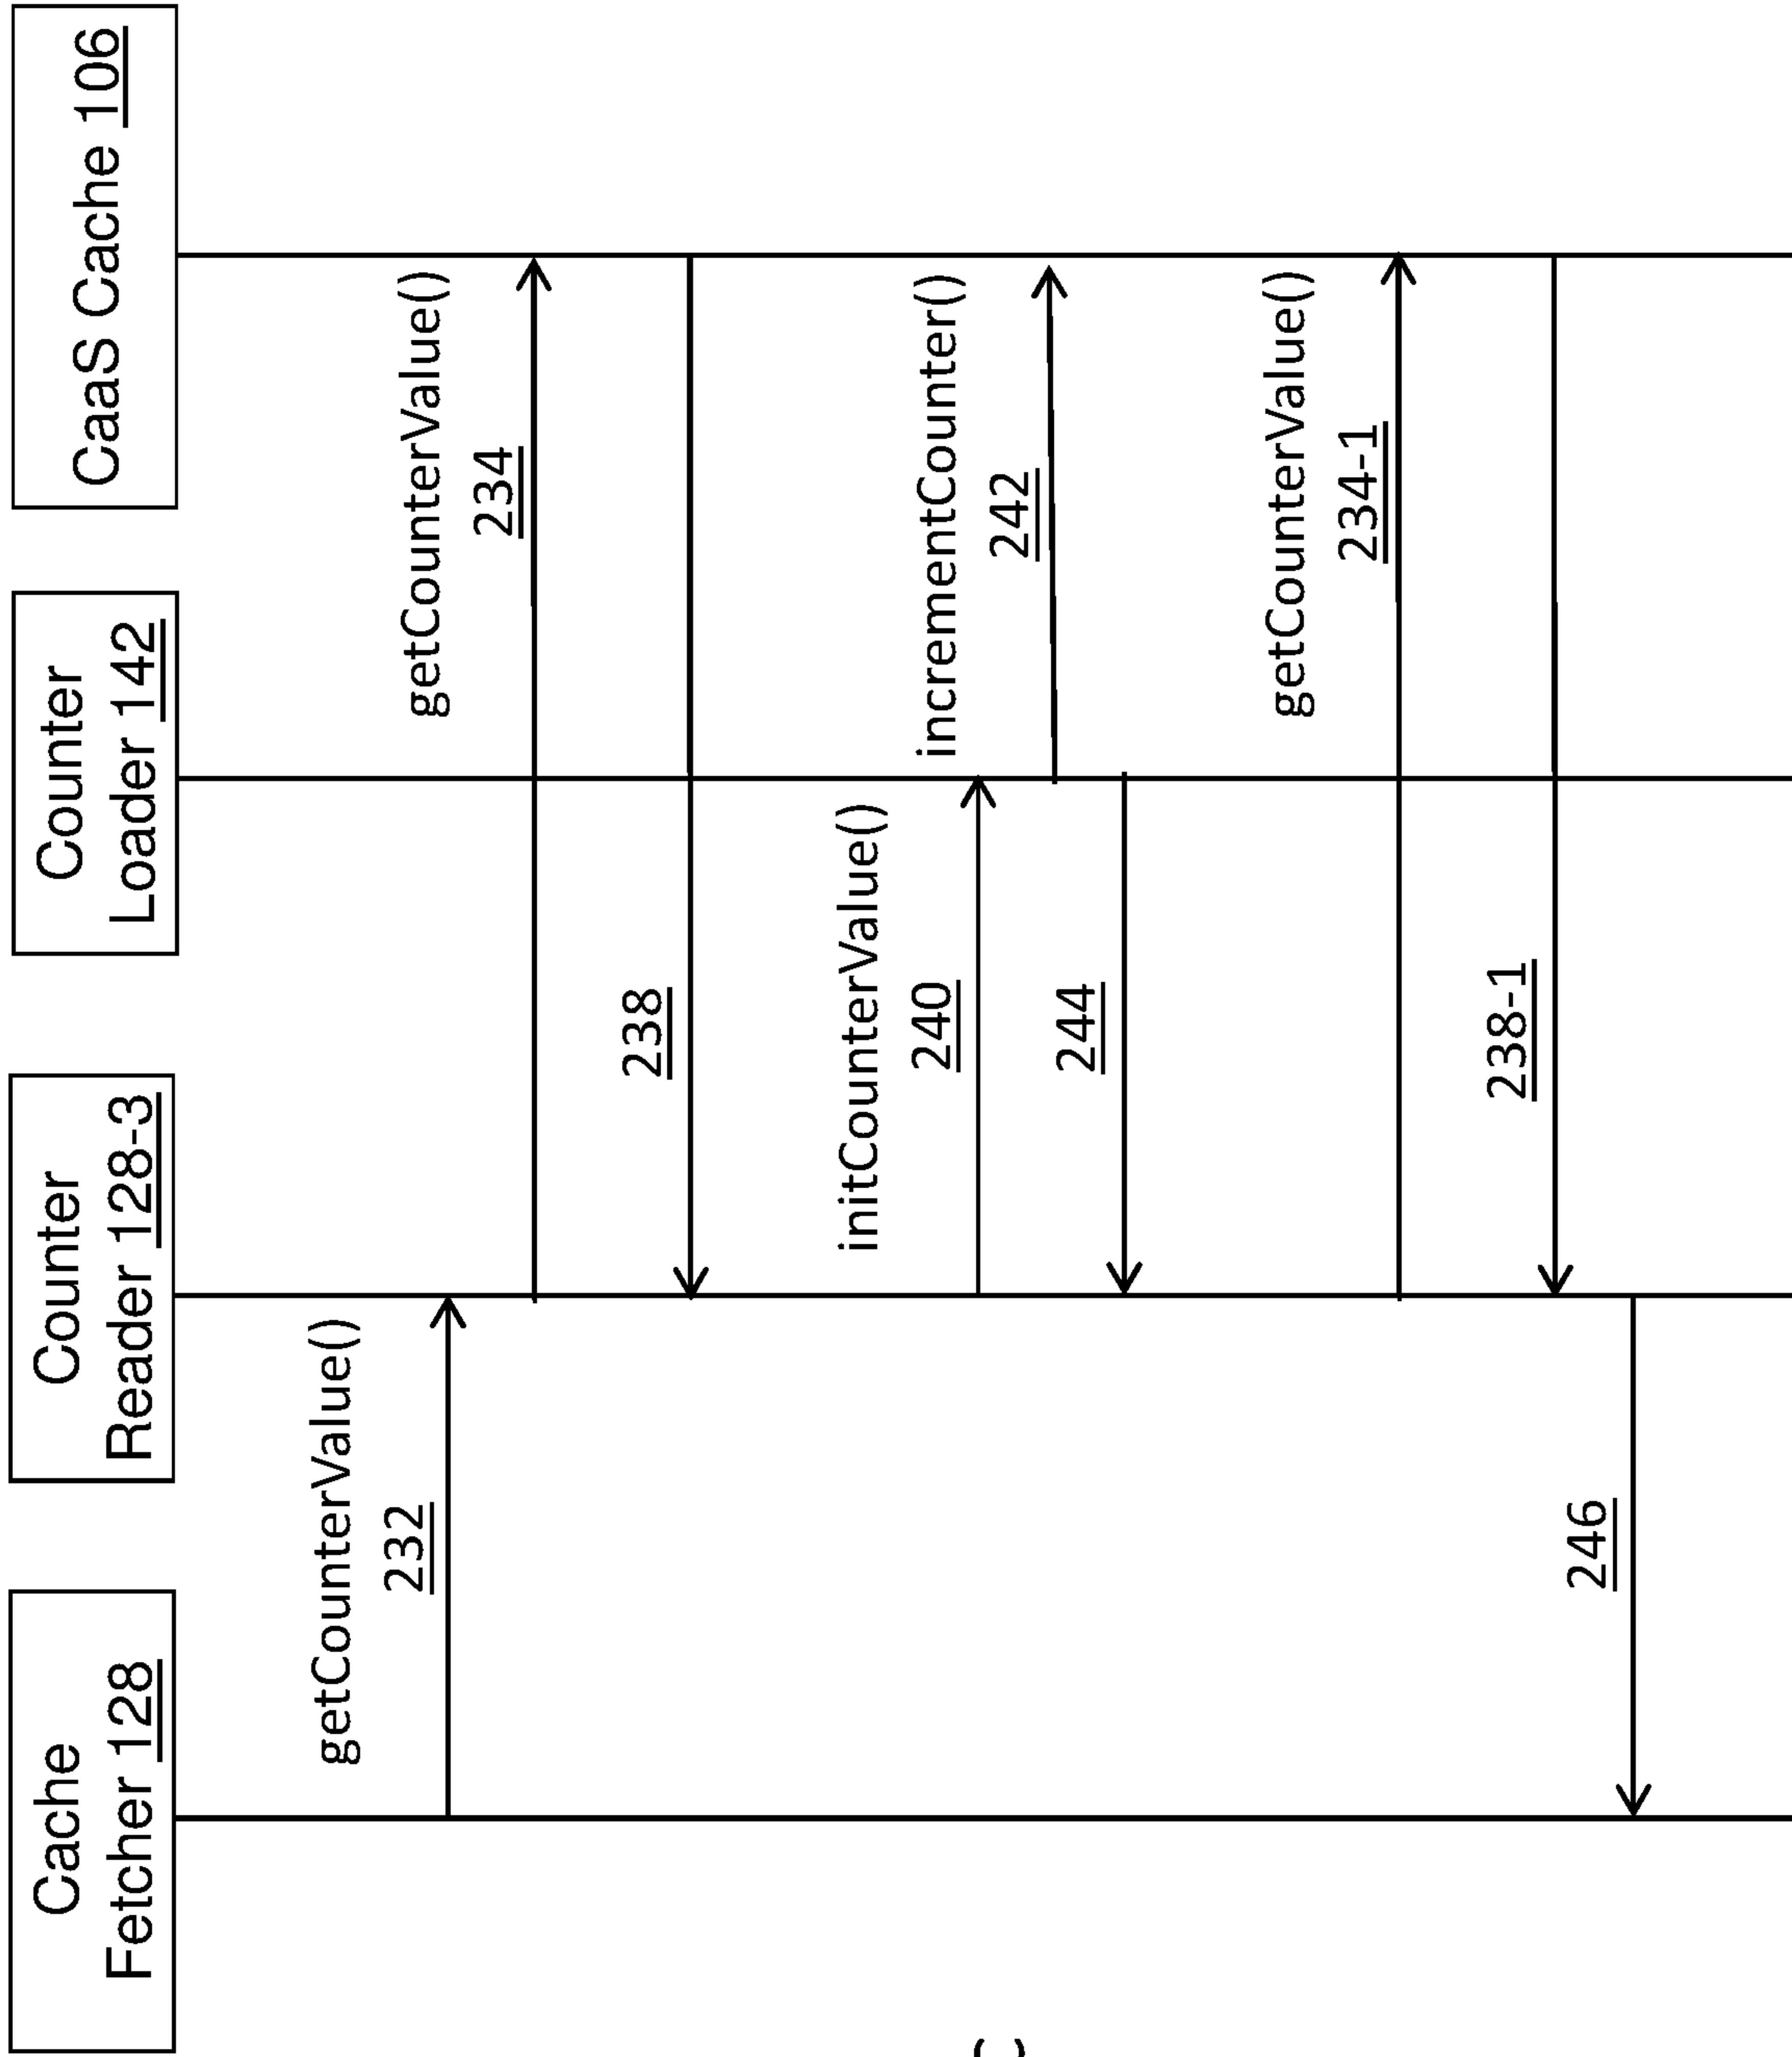 Cache
Fetcher 128
Counter
Reader 128-3
Counter
Loader 142
CaaS Cache 106
getCounterValue()
232
getCounterValue()
234
238
initCounterValue()
240
incrementCounter()
242
244
getCounterValue()
234-1
238-1
246